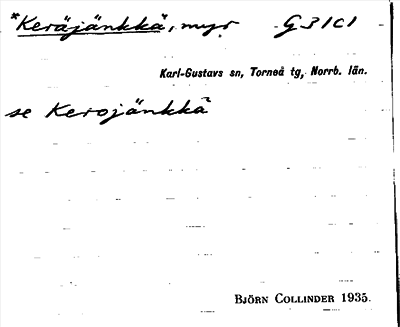 *Keräjänkkä, myr G31C1
Karl-Gustavs sn, Torneå tg, Norrb. län.
se Kerojänkkä
BJÖRN COLLINDER 1935.